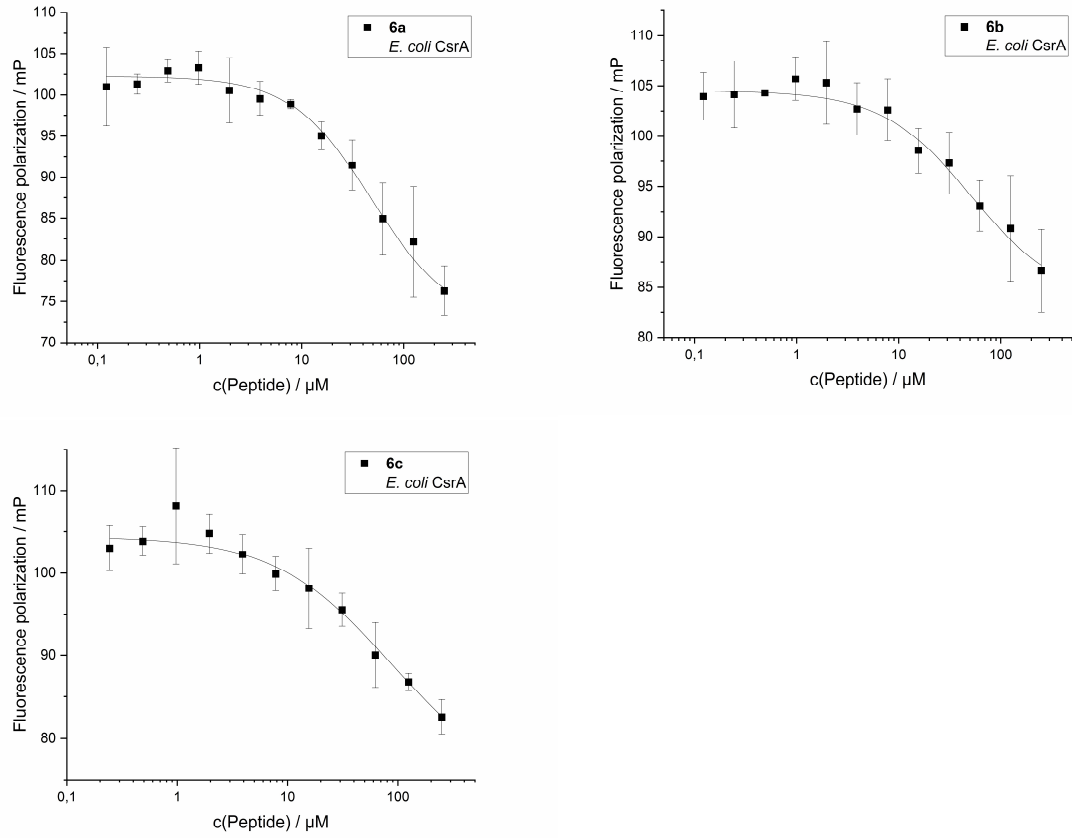 110
105
100
95
90
85
80
75
70
Fluorescence polarization / mP
6a
E. coli CsrA
0,1
1
10
100
c(Peptide) / µM
110
105
100
95
90
85
80
Fluorescence polarization / mP
6b
E. coli CsrA
0,1
1
10
100
c(Peptide) / µM
110
100
90
80
Fluorescence polarization / mP
6c
E. coli CsrA
0,1
1
10
100
c(Peptide) / µM